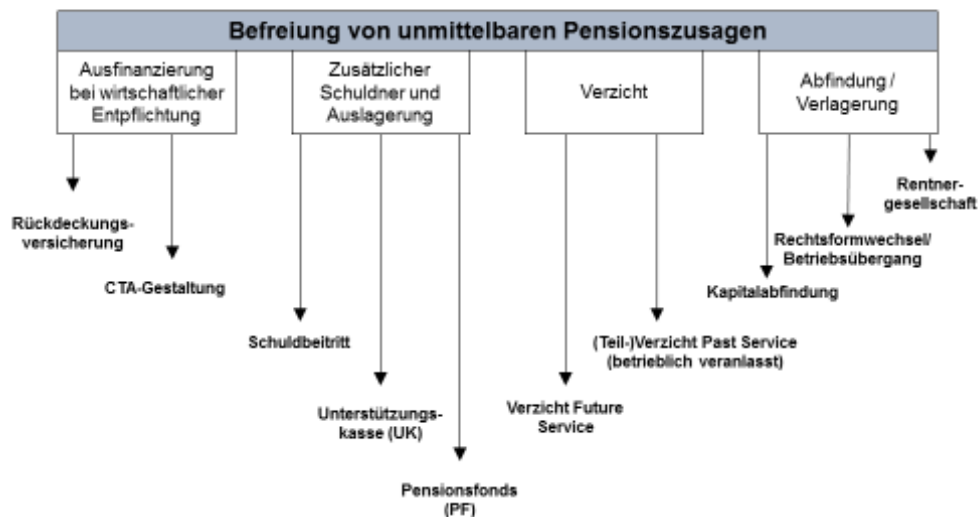 Befreiung von unmittelbaren Pensionszusagen
Ausfinanzierung
bei wirtschaftlicher
Entpflichtung
Zusätzlicher
Schuldner und
Auslagerung
Verzicht
Abfindung /
Verlagerung
Rückdeckungs-
versicherung
CTA-Gestaltung
Schuldbeitritt
Unterstützungs-
kasse (UK)
Pensionsfonds
(PF)
Verzicht Future
Service
(Teil-)Verzicht Past Service
(betrieblich veranlasst)
Kapitalabfindung
Rechtsformwechsel/
Betriebsübergang
Rentner-
gesellschaft